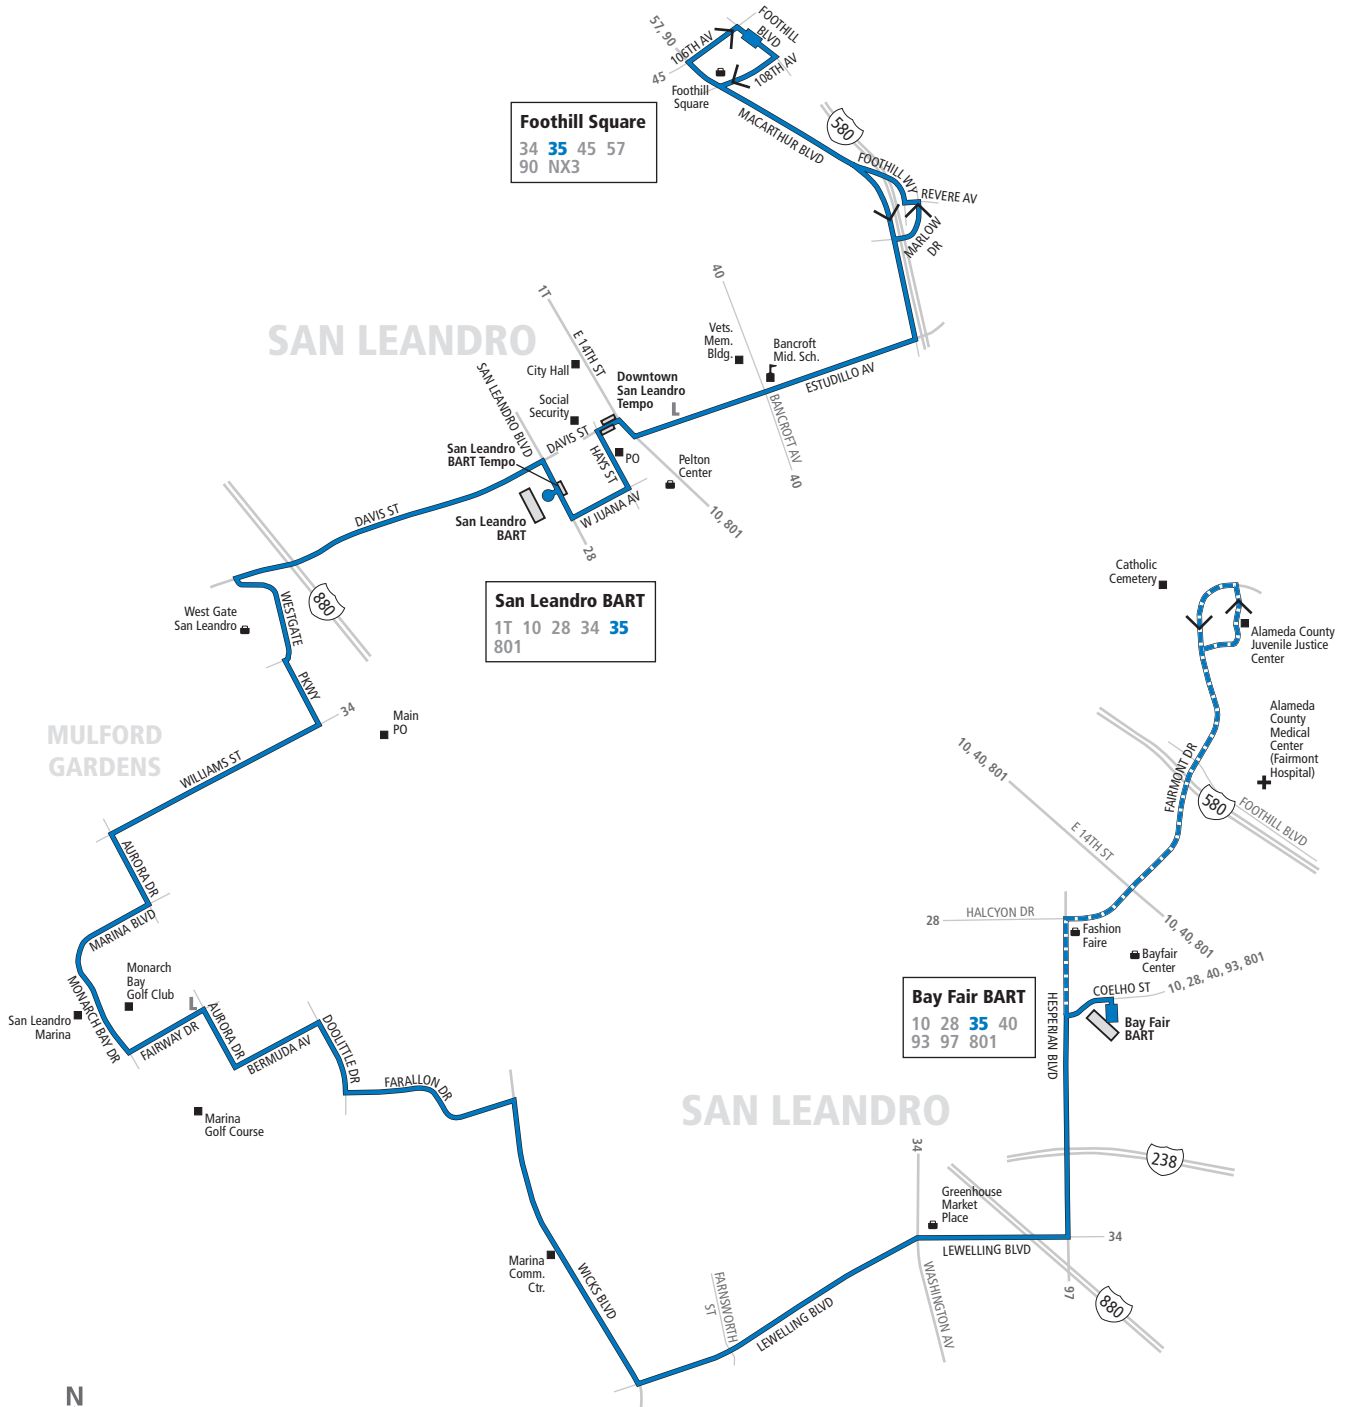 57, 90
106TH AV
FOOTHILL
BLVD
108TH AV
45
Foothill
Square
MACARTHUR BLVD
580
FOOTHILL WY
REVERE AV
MARLOW
DR
Foothill Square
34 35 45 57
90 NX3
SAN LEANDRO
1T
E 14TH ST
40
Vets.
Mem.
Bldg.
Bancroft
Mid. Sch.
ESTUDILLO AV
BANCROFT AV
40
City Hall
Downtown
San Leandro
Tempo
L
Social
Security
SAN LEANDRO BLVD
DAVIS ST
HAYS ST
PO
Pelton
Center
San Leandro
BART Tempo
W JUANA AV
10, 801
San Leandro
BART
28
DAVIS ST
880
San Leandro BART
1T 10 28 34 35
801
West Gate
San Leandro
WESTGATE
PKWY
34
Main
PO
MULFORD
GARDENS
WILLIAMS ST
AURORA DR
MARINA BLVD
Monarch
Bay
Golf Club
MONARCH BAY DR
San Leandro
Marina
L
FAIRWAY DR
AURORA DR
BERMUDA AV
DOOLITTLE DR
FARALLON DR
Marina
Golf Course
Catholic
Cemetery
Alameda County
Juvenile Justice
Center
Alameda
County
Medical
Center
(Fairmont
Hospital)
FAIRMONT DR
580
FOOTHILL BLVD
10, 40, 801
E 14TH ST
10, 40, 801
28
HALCYON DR
Fashion
Faire
Bayfair
Center
COELHO ST
10, 28, 40, 93, 801
HESPERIAN BLVD
Bay Fair
BART
Bay Fair BART
10 28 35 40
93 97 801
SAN LEANDRO
34
238
Greenhouse
Market
Place
34
LEWELLING BLVD
WASHINGTON AV
97
880
Marina
Comm.
Ctr.
WICKS BLVD
FARNSWORTH
ST
LEWELLING BLVD
N